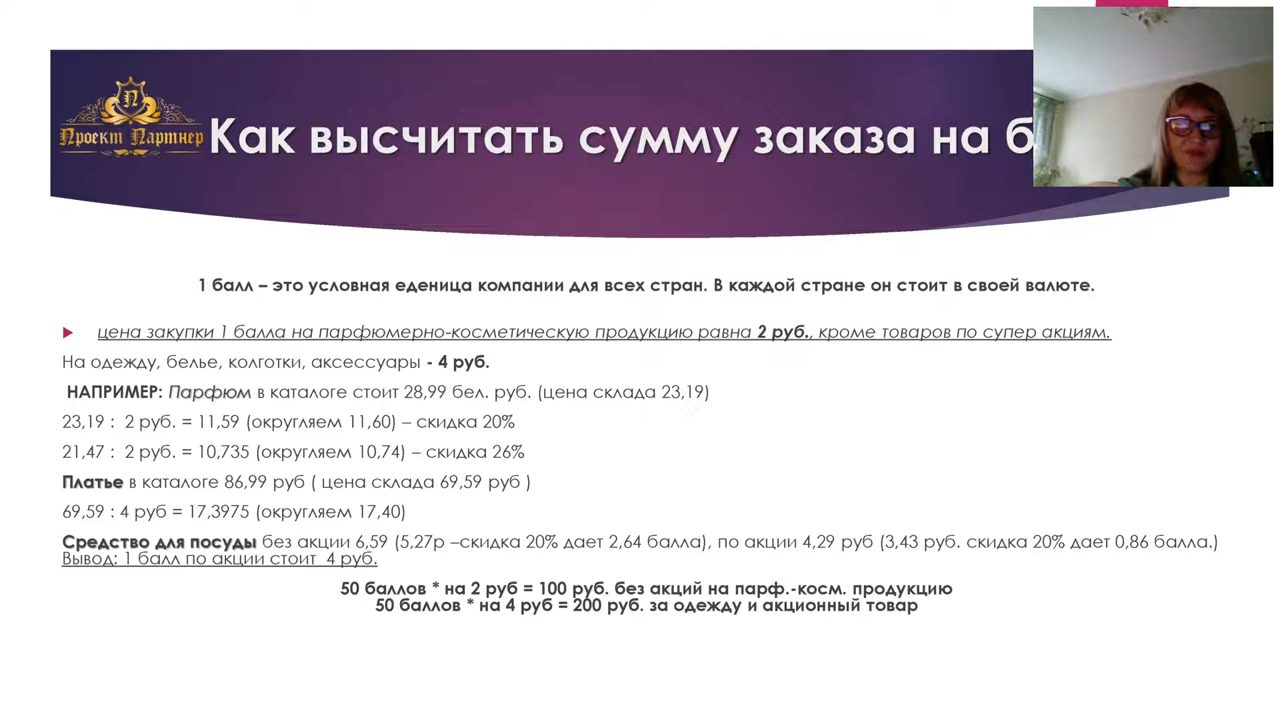 Проект Партнер
Как высчитать сумму заказа на
1 балл – это условная еденица компании для всех стран. В каждой стране он стоит в своей валюте.
цена закупки 1 балла на парфюмерно-косметическую продукцию равна 2 руб., кроме товаров по супер акциям.
На одежду, белье, колготки, аксессуары - 4 руб.
НАПРИМЕР: Парфюм в каталоге стоит 28,99 бел. руб. (цена склада 23,19)
23,19 : 2 руб. = 11,59 (округляем 11,60) – скидка 20%
21,47 : 2 руб. = 10,735 (округляем 10,74) – скидка 26%
Платье в каталоге 86,99 руб ( цена склада 69,59 руб )
69,59 : 4 руб = 17,3975 (округляем 17,40)
Средство для посуды без акции 6,59 (5,27р –скидка 20% дает 2,64 балла), по акции 4,29 руб (3,43 руб. скидка 20% дает 0,86 балла.)
Вывод: 1 балл по акции стоит 4 руб.
50 баллов * на 2 руб = 100 руб. без акций на парф.-косм. продукцию
50 баллов * на 4 руб = 200 руб. за одежду и акционный товар